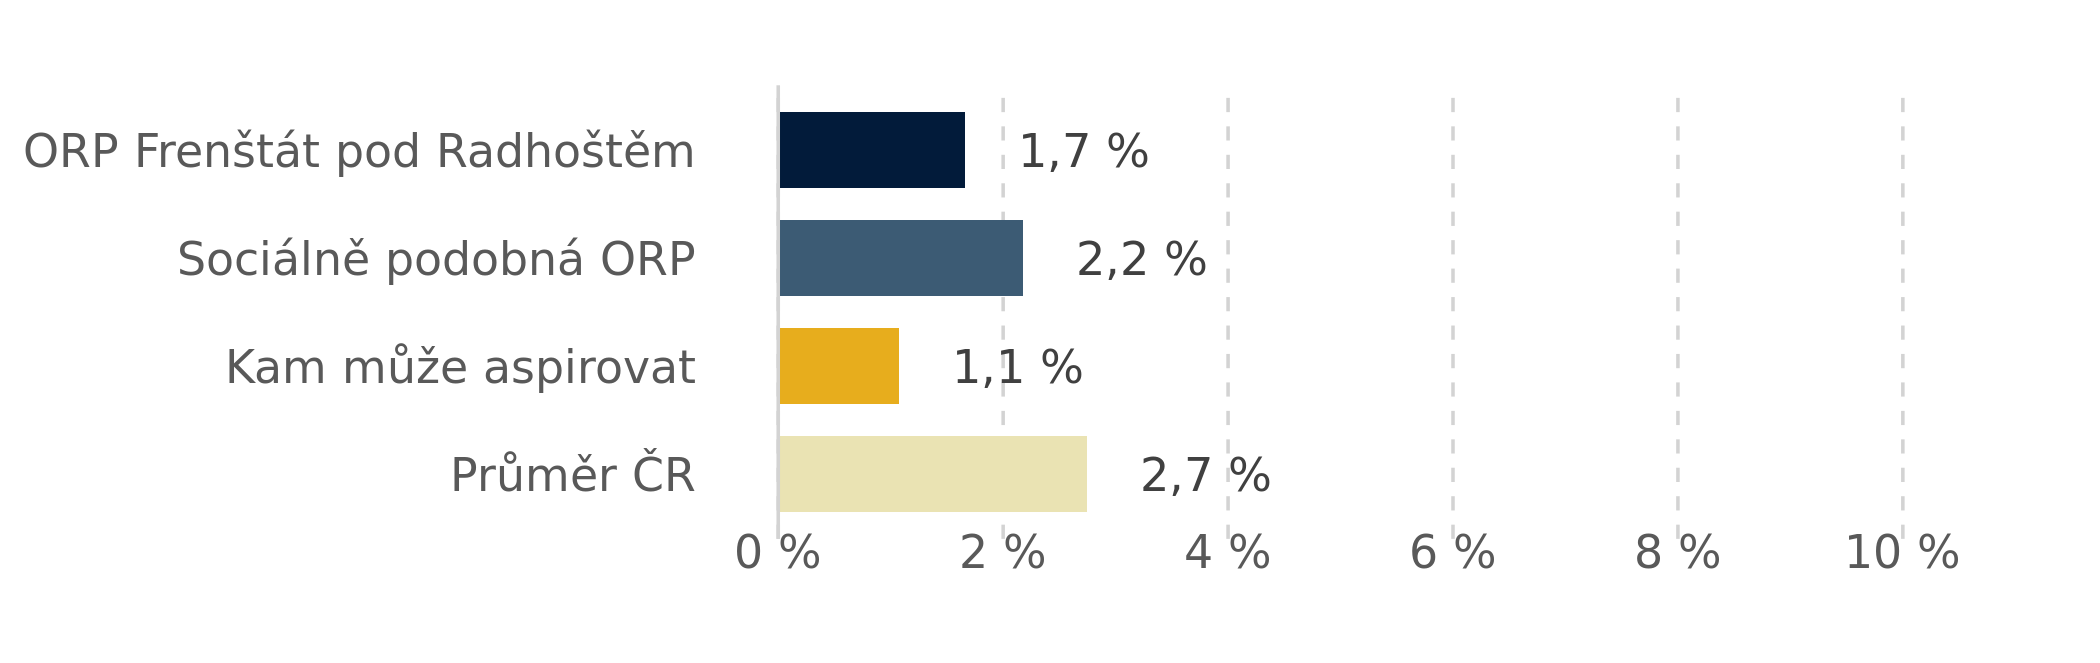 ORP Frenštát pod Radhoštěm
1,7 %
Sociálně podobná ORP
2,2 %
Kam může aspirovat
1,1 %
Průměr ČR
2,7 %
0 % 2 % 4 % 6 % 8 % 10 %